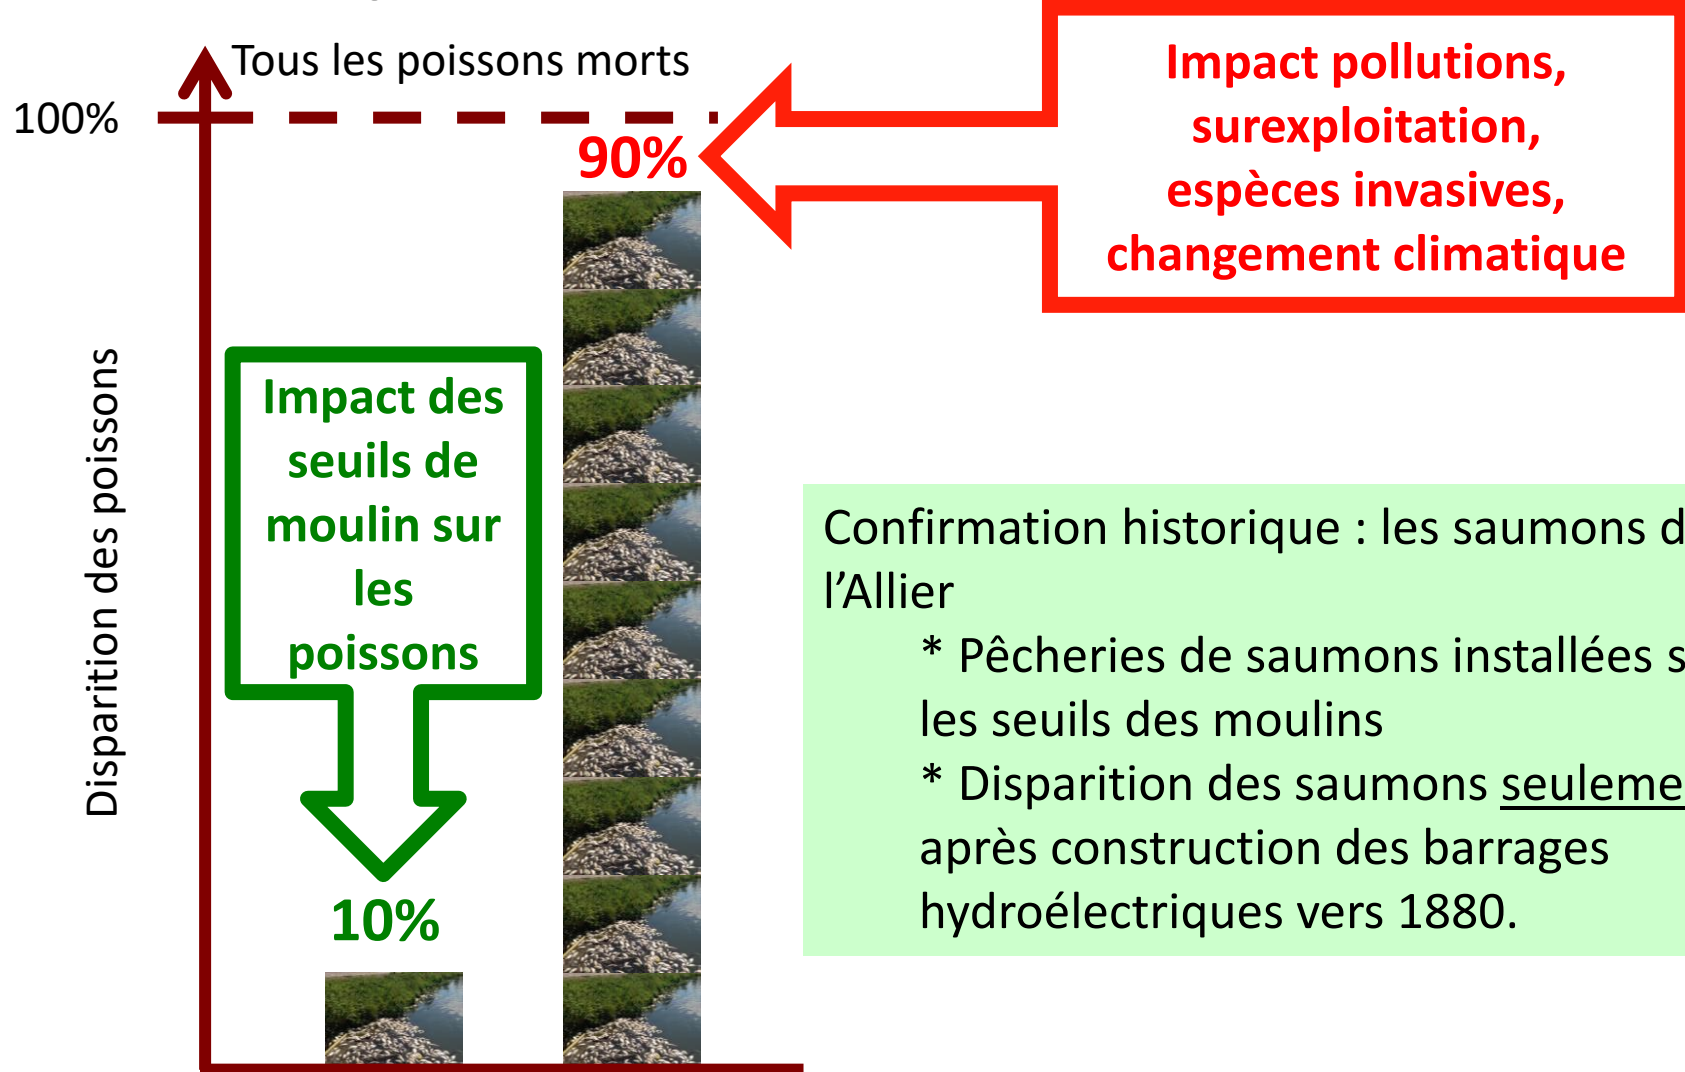 Tous les poissons morts
100%
90%
Impact pollutions,
surexploitation,
espèces invasives,
changement climatique
Disparition des poissons
Impact des
seuils de
moulin sur
les
poissons
10%
Confirmation historique : les saumons
l’Allier
* Pêcheries de saumons installées
les seuils des moulins
* Disparition des saumons
après construction des barrages
hydroélectriques vers 1880.